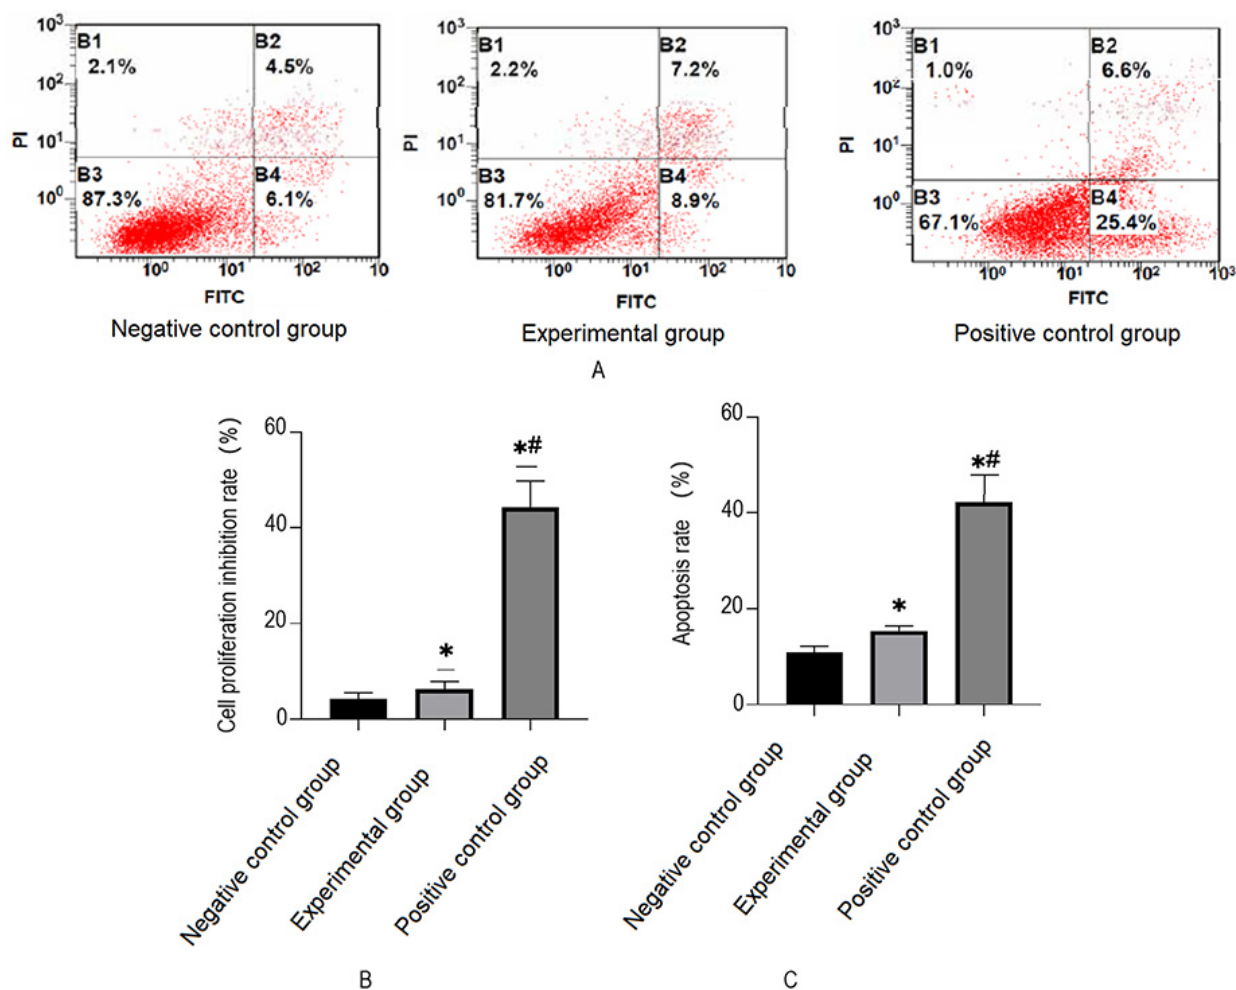 10³
B1
2.1%
B2
4.5%
10²
PI
10¹
B3
87.3%
B4
6.1%
10⁰
10⁰
10¹
10²
10
FITC
Negative control group
10³
B1
2.2%
B2
7.2%
10²
PI
10¹
B3
81.7%
B4
8.9%
10⁰
10⁰
10¹
10²
10
FITC
Experimental group
10³
B1
1.0%
B2
6.6%
10²
PI
10¹
B3
67.1%
B4
25.4%
10⁰
10⁰
10¹
10²
10³
FITC
Positive control group
A
Cell proliferation inhibition rate (%)
60
40
20
0
*
*#
Negative control group
Experimental group
Positive control group
B
Apoptosis rate (%)
60
40
20
0
*
*#
Negative control group
Experimental group
Positive control group
C